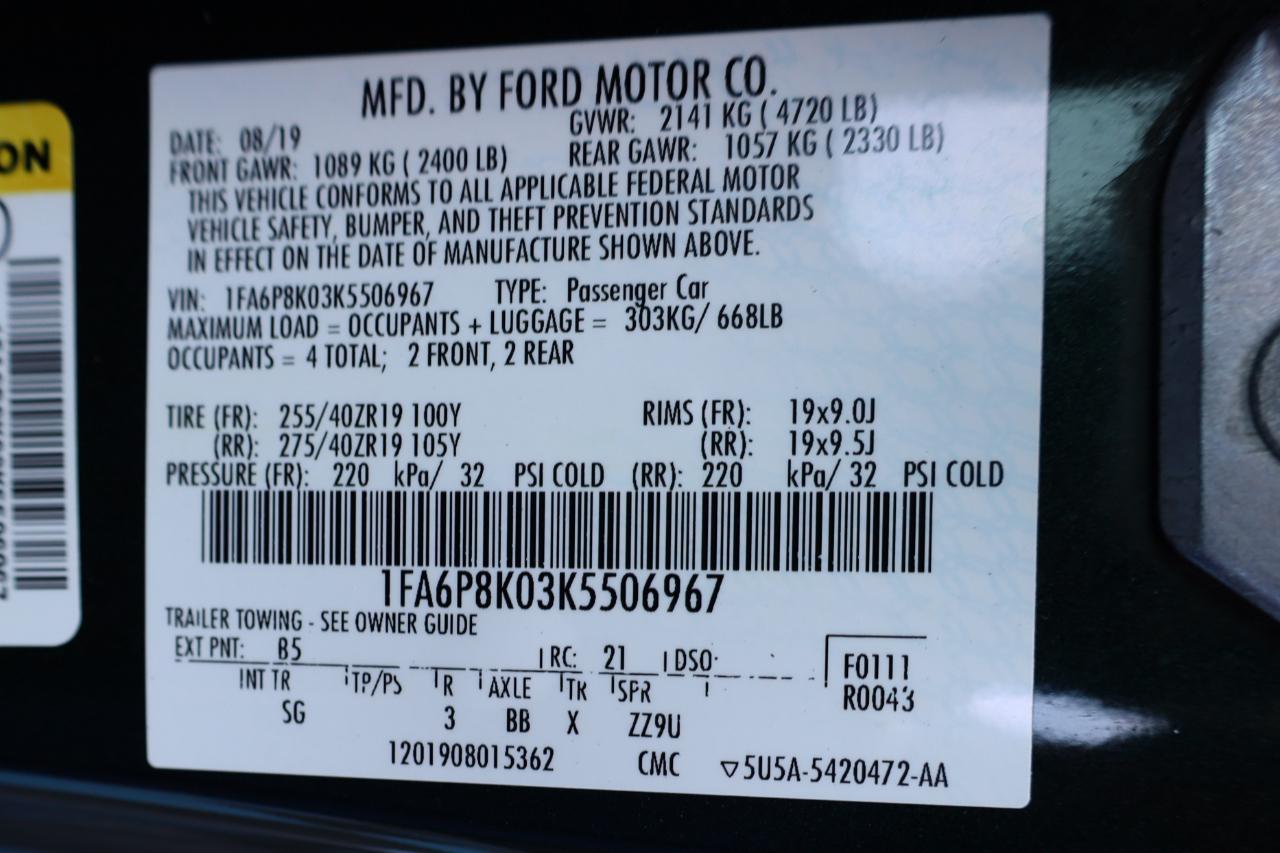 MFD. BY FORD MOTOR CO.
DATE: 08/19 GVWR: 2141 KG ( 4720 LB)
FRONT GAWR: 1089 KG ( 2400 LB) REAR GAWR: 1057 KG ( 2330 LB)
THIS VEHICLE CONFORMS TO ALL APPLICABLE FEDERAL MOTOR
VEHICLE SAFETY, BUMPER, AND THEFT PREVENTION STANDARDS
IN EFFECT ON THE DATE OF MANUFACTURE SHOWN ABOVE.
VIN: 1FA6P8K03K5506967 TYPE: Passenger Car
MAXIMUM LOAD = OCCUPANTS + LUGGAGE = 303KG/ 668LB
OCCUPANTS = 4 TOTAL; 2 FRONT, 2 REAR
TIRE (FR): 255/40ZR19 100Y RIMS (FR): 19x9.0J
(RR): 275/40ZR19 105Y (RR): 19x9.5J
PRESSURE (FR): 220 kPa/ 32 PSI COLD (RR): 220 kPa/ 32 PSI COLD
1FA6P8K03K5506967
TRAILER TOWING - SEE OWNER GUIDE
EXT PNT: B5 RC: 21 DSO: F0111
INT TR TP/PS R AXLE TR SPR R0043
SG 3 BB X ZZ9U
1201908015362 CMC ▽5U5A-5420472-AA
ON